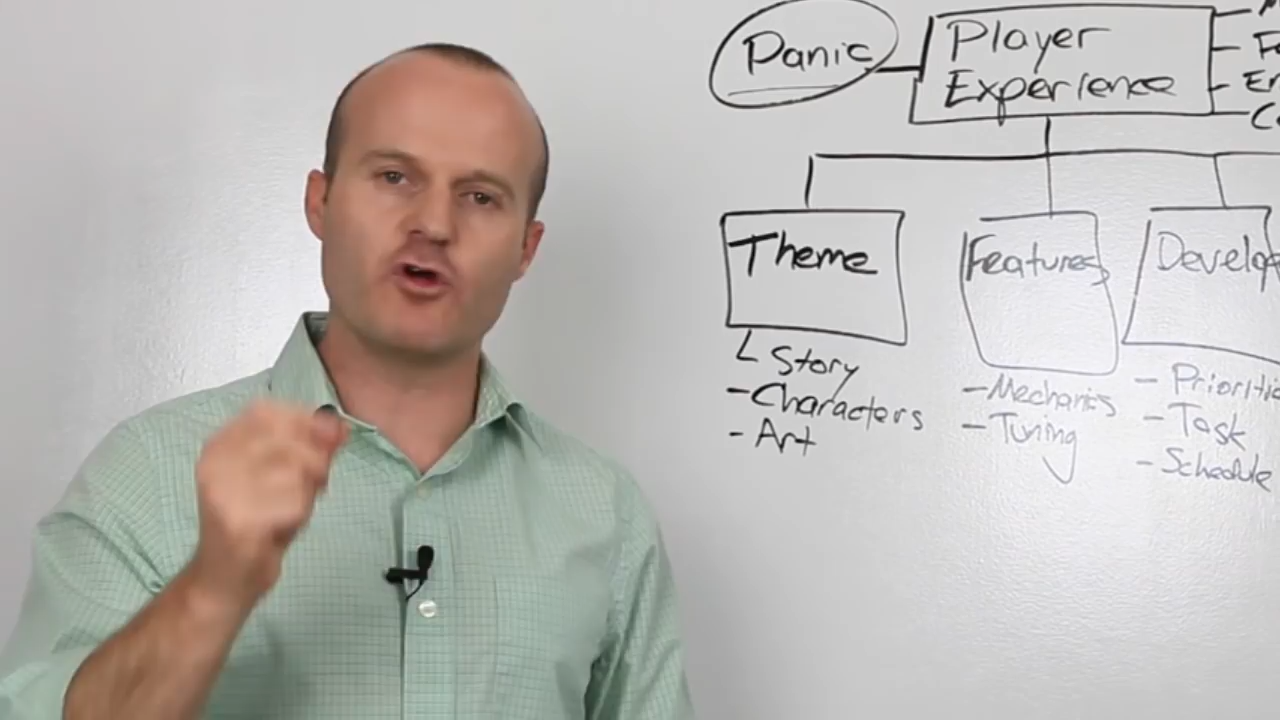 Panic
Player
Experience
Theme
Features
Story
- Characters
- Art
- Mechanics
- Tuning
- Task
- Schedule